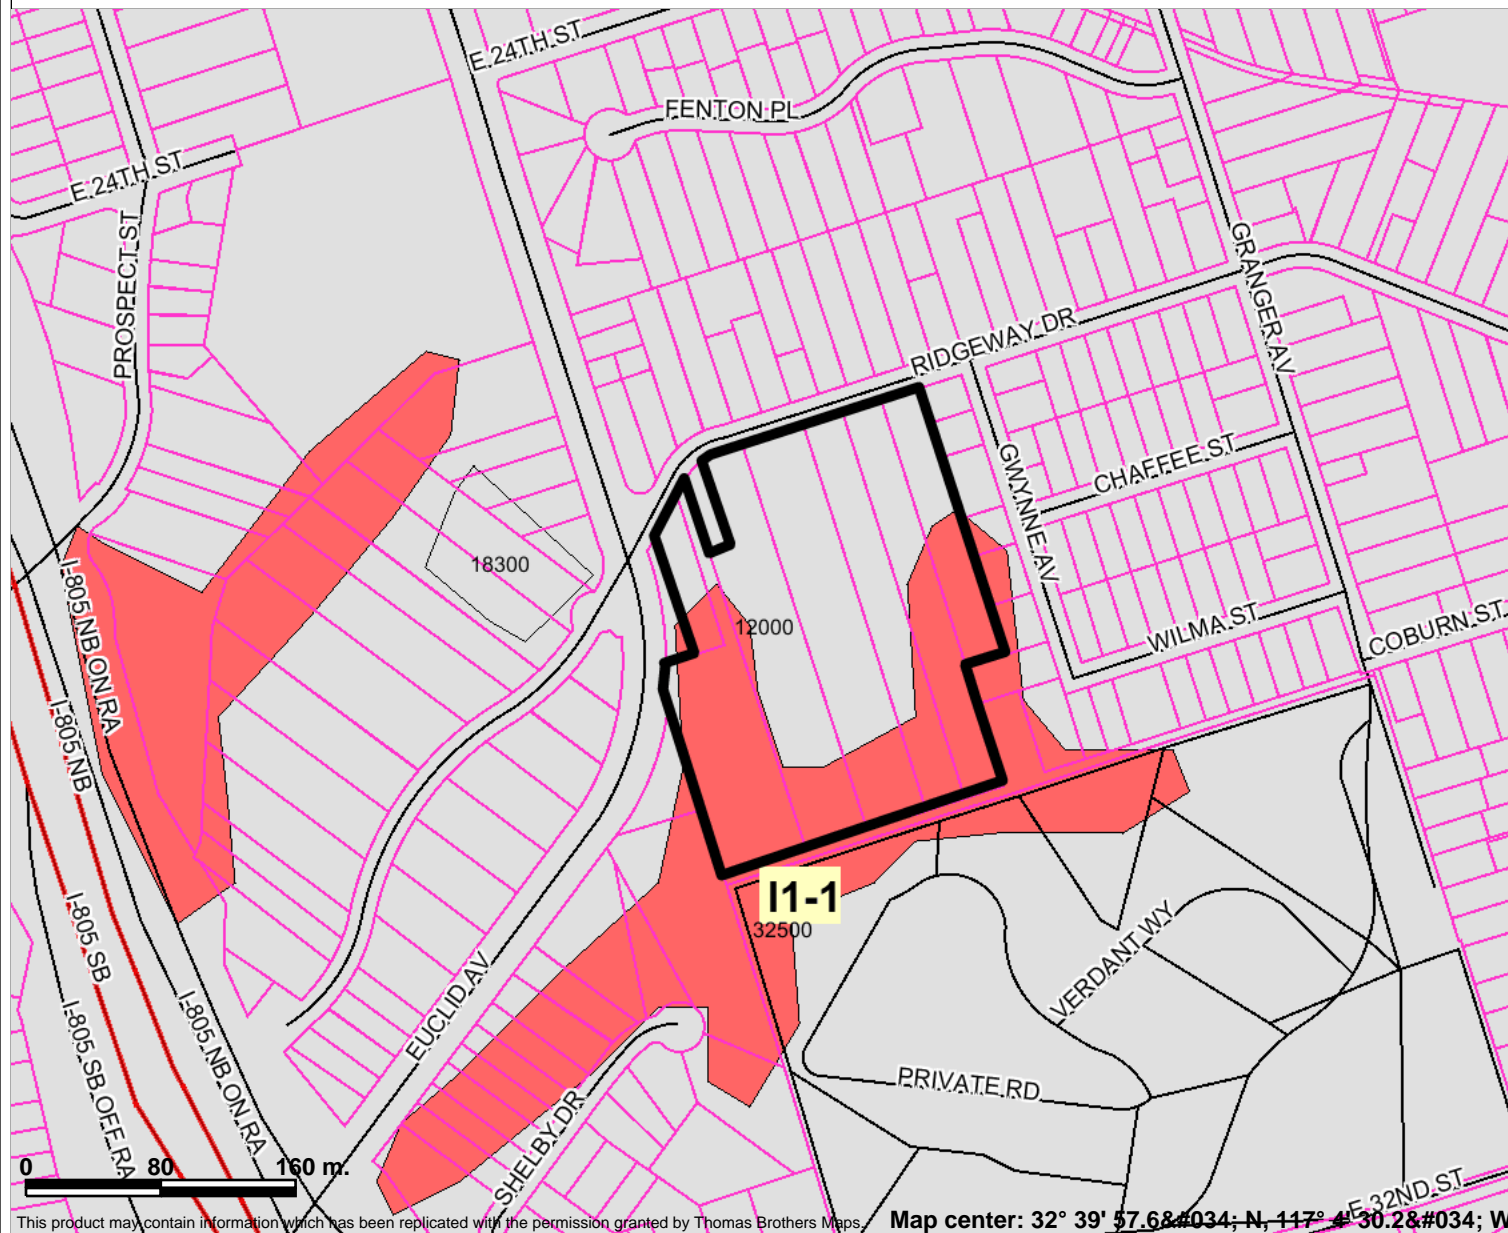 E 24TH ST
FENTON PL
E 24TH ST
PROSPECT ST
GRANGER AV
RIDGEWAY DR
GWYNNE AV
CHAFFEE ST
18300
12000
WILMA ST
COBURN ST
I-805 NB ON RA
I-805 NB
I1-1
32500
I-805 SB
VERDANT WY
EUCLID AV
I-805 SB OFF RA
I-805 NB ON RA
PRIVATE RD
SHELBY DR
E 32ND ST
0 80 160 m.
This product may contain information which has been replicated with the permission granted by Thomas Brothers Maps.
Map center: 32° 39' 57.6&#034; N, 117° 4' 30.2&#034; W